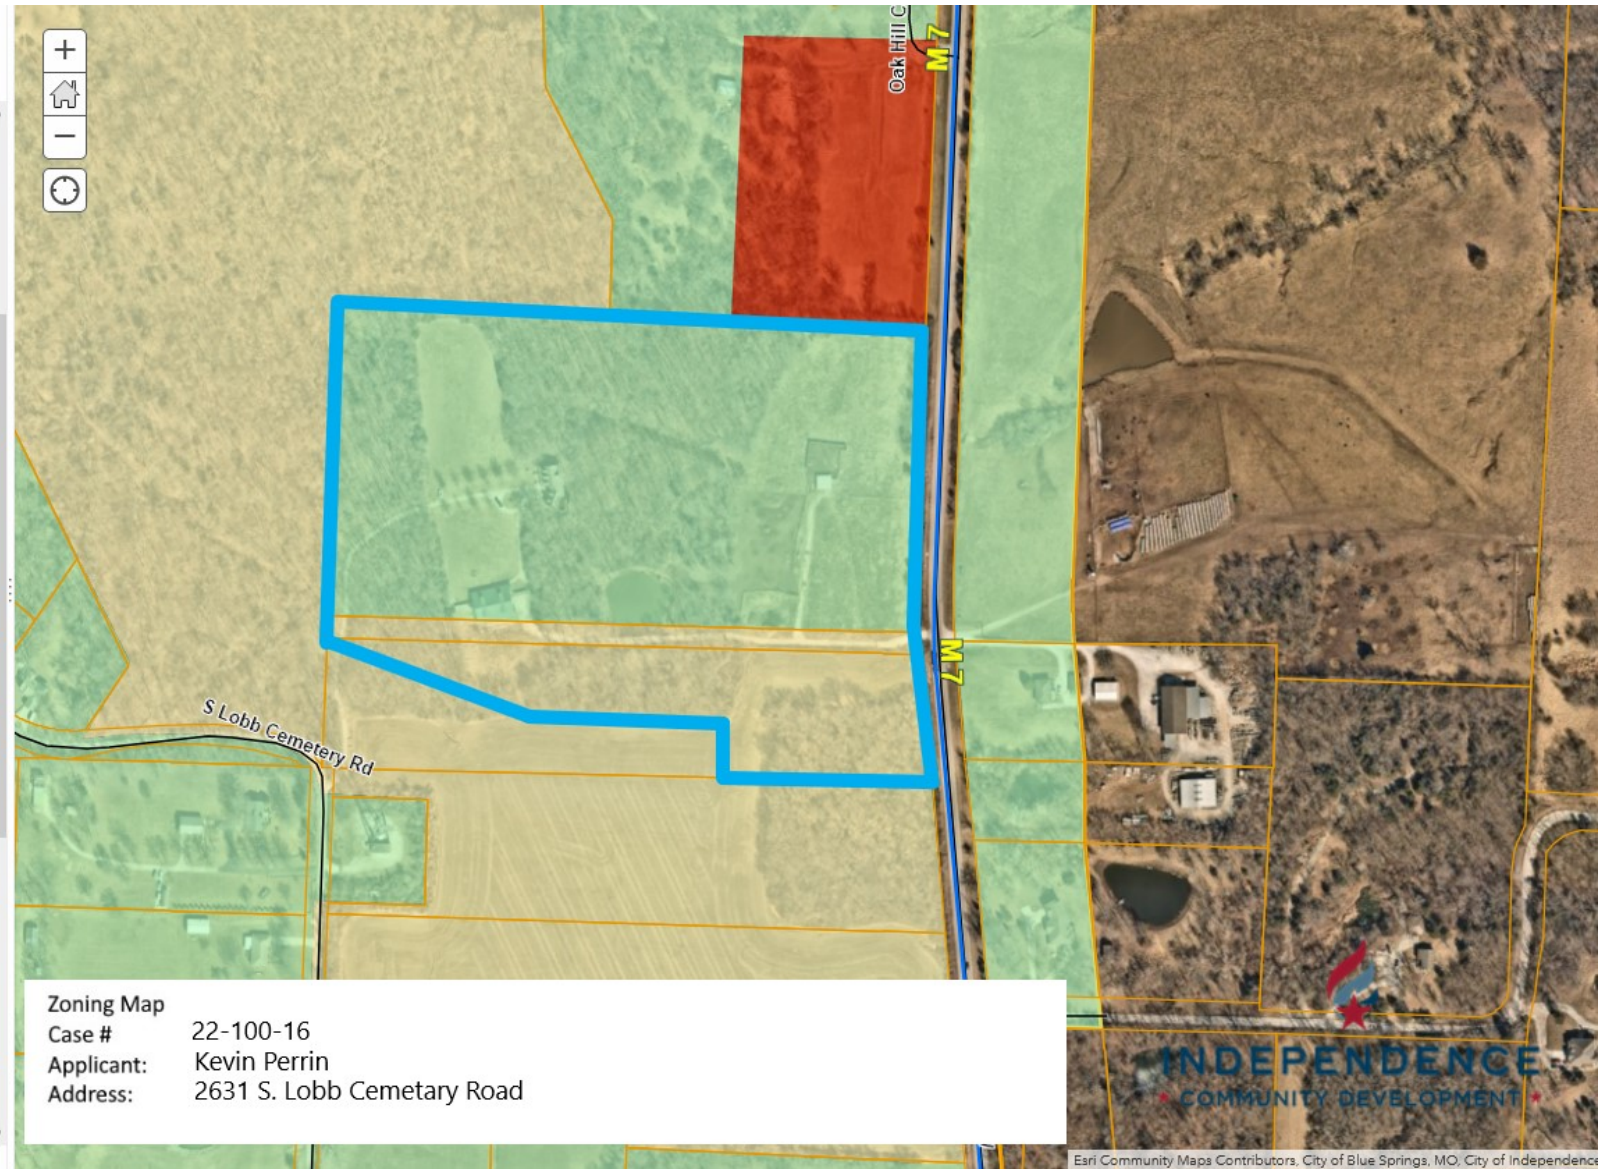 Oak Hill C
M 7
M 7
S Lobb Cemetery Rd
Zoning Map
Case # 22-100-16
Applicant: Kevin Perrin
Address: 2631 S. Lobb Cemetary Road
INDEPENDENCE
COMMUNITY DEVELOPMENT
Esri Community Maps Contributors, City of Blue Springs, MO, City of Independence